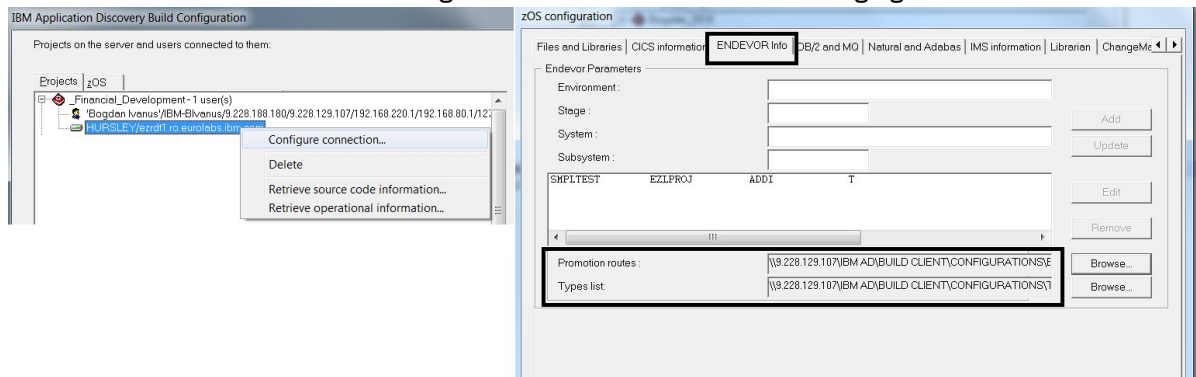 IBM Application Discovery Build Configuration
Projects on the server and users connected to them:
Projects
zOS
_Financial_Development - 1 user(s)
'Bogdan Ivanus'/IBM-BIvanus/9.228.188.180/9.228.129.107/192.168.220.1/192.168.80.1/12
HURSLEY/ezrdt1.ro.eurolabs.ibm.com
Configure connection...
Delete
Retrieve source code information...
Retrieve operational information...
zOS configuration
Files and Libraries
CICS information
ENDEVOR Info
DB/2 and MQ
Natural and Adabas
IMS information
Librarian
Endevor Parameters
Environment :
Stage :
System :
Subsystem :
Add
Update
SMPLTEST EZLPROJ ADDI T
Edit
Remove
Promotion routes : \\9.228.129.107\IBM AD\BUILD CLIENT\CONFIGURATIONS\E Browse...
Types list: \\9.228.129.107\IBM AD\BUILD CLIENT\CONFIGURATIONS\T Browse...